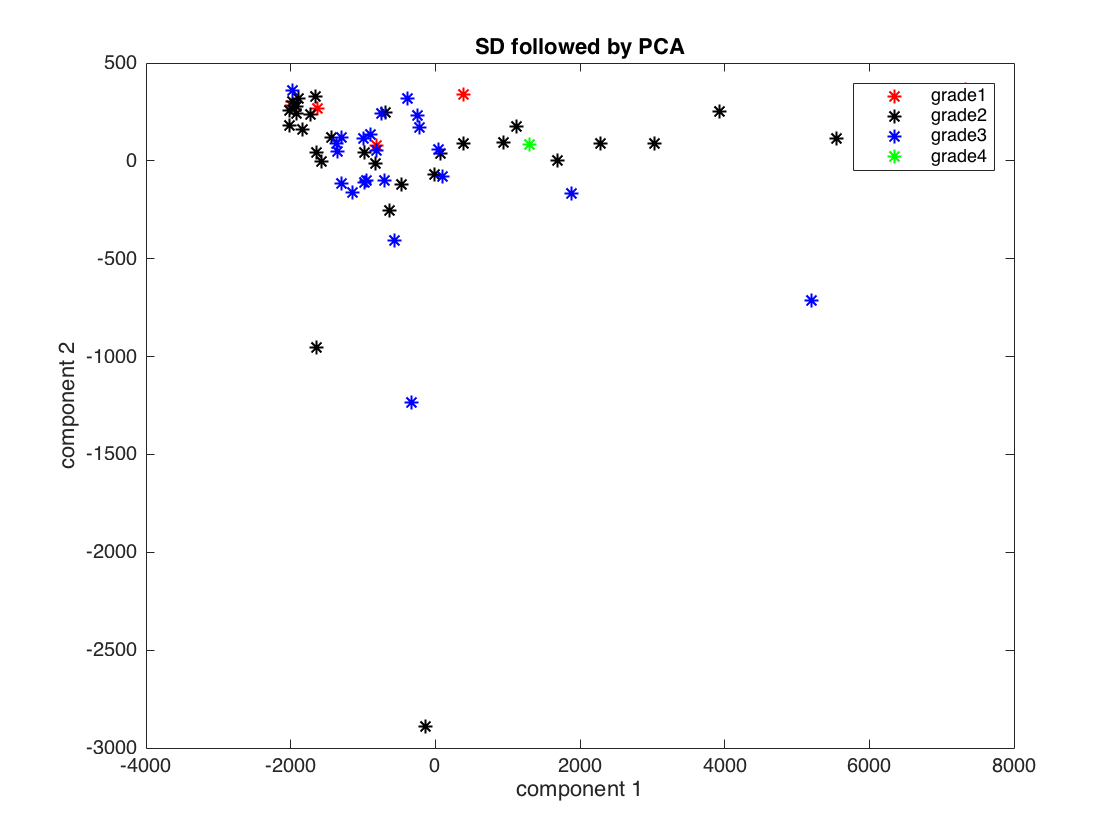 SD followed by PCA
500
0
-500
-1000
-1500
-2000
-2500
-3000
component 2
grade1
grade2
grade3
grade4
-4000 -2000 0 2000 4000 6000 8000
component 1